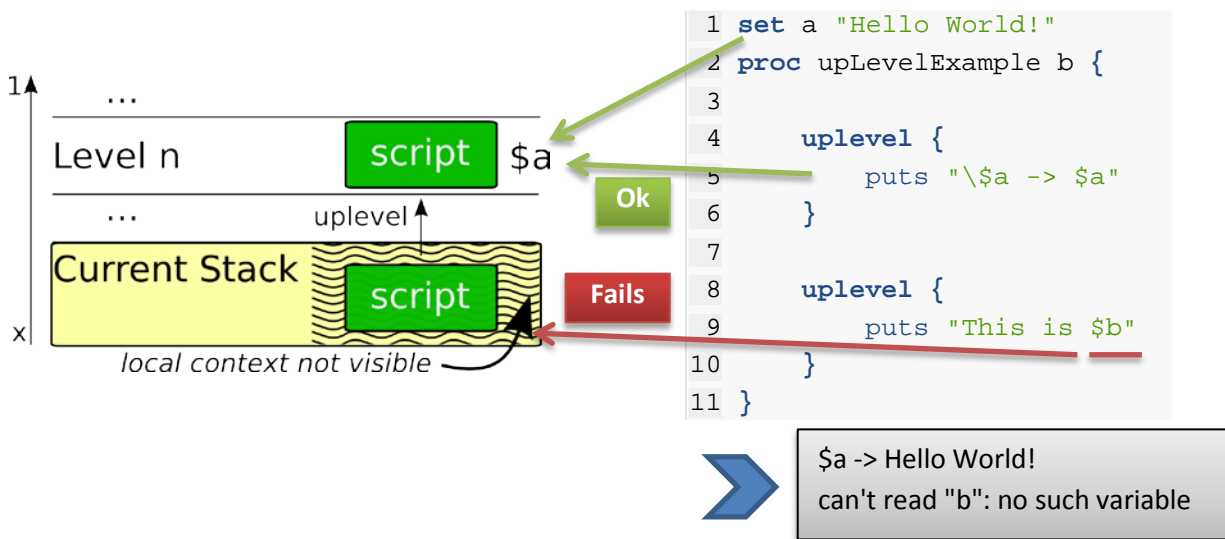 1
...
Level n
script
$a
...
uplevel
Current Stack
script
x
local context not visible
Ok
Fails
1 set a "Hello World!"
2 proc upLevelExample b {
3
4 uplevel {
5 puts "\$a -> $a"
6 }
7
8 uplevel {
9 puts "This is $b"
10 }
11 }
$a -> Hello World!
can't read "b": no such variable